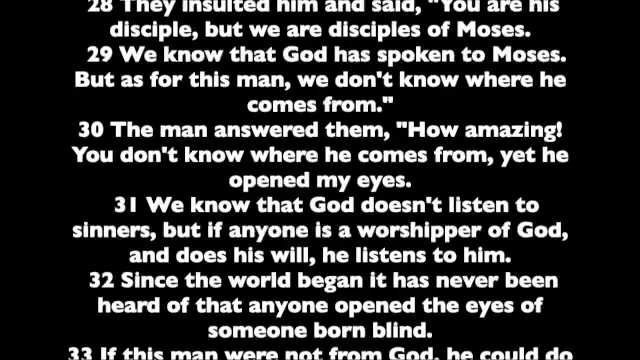 28 They insulted him and said, "You are his
disciple, but we are disciples of Moses.
29 We know that God has spoken to Moses.
But as for this man, we don't know where he
comes from."
30 The man answered them, "How amazing!
You don't know where he comes from, yet he
opened my eyes.
31 We know that God doesn't listen to
sinners, but if anyone is a worshipper of God,
and does his will, he listens to him.
32 Since the world began it has never been
heard of that anyone opened the eyes of
someone born blind.
33 If this man were not from God, he could do